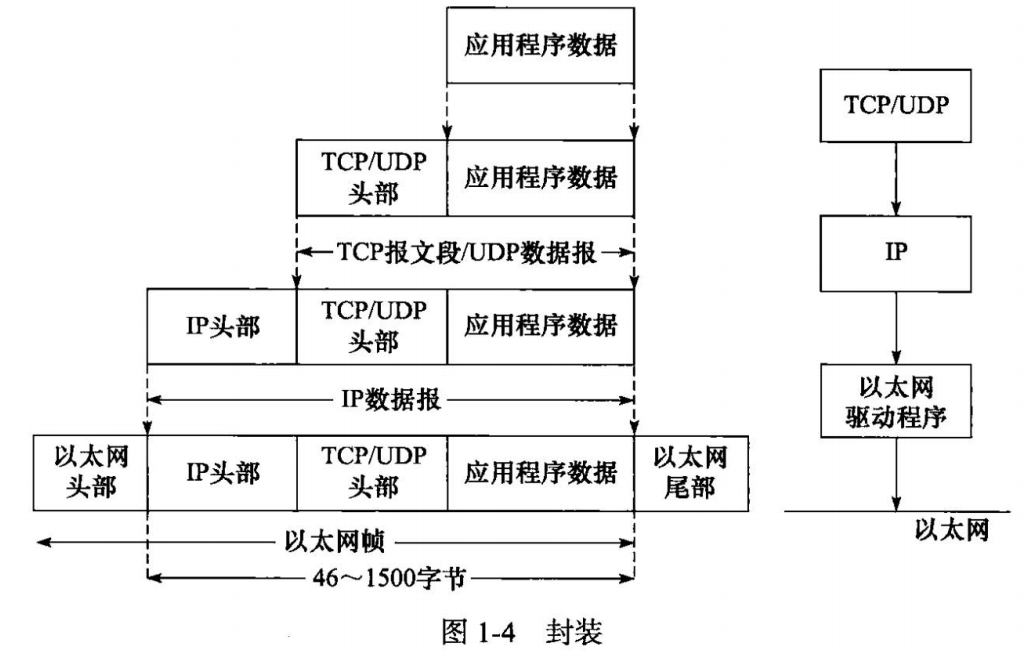 应用程序数据
TCP/UDP
头部
应用程序数据
TCP报文段/UDP数据报
IP头部
TCP/UDP
头部
应用程序数据
IP数据报
以太网
头部
IP头部
TCP/UDP
头部
应用程序数据
以太网
尾部
以太网帧
46～1500字节
TCP/UDP
IP
以太网
驱动程序
以太网
图 1-4 封装